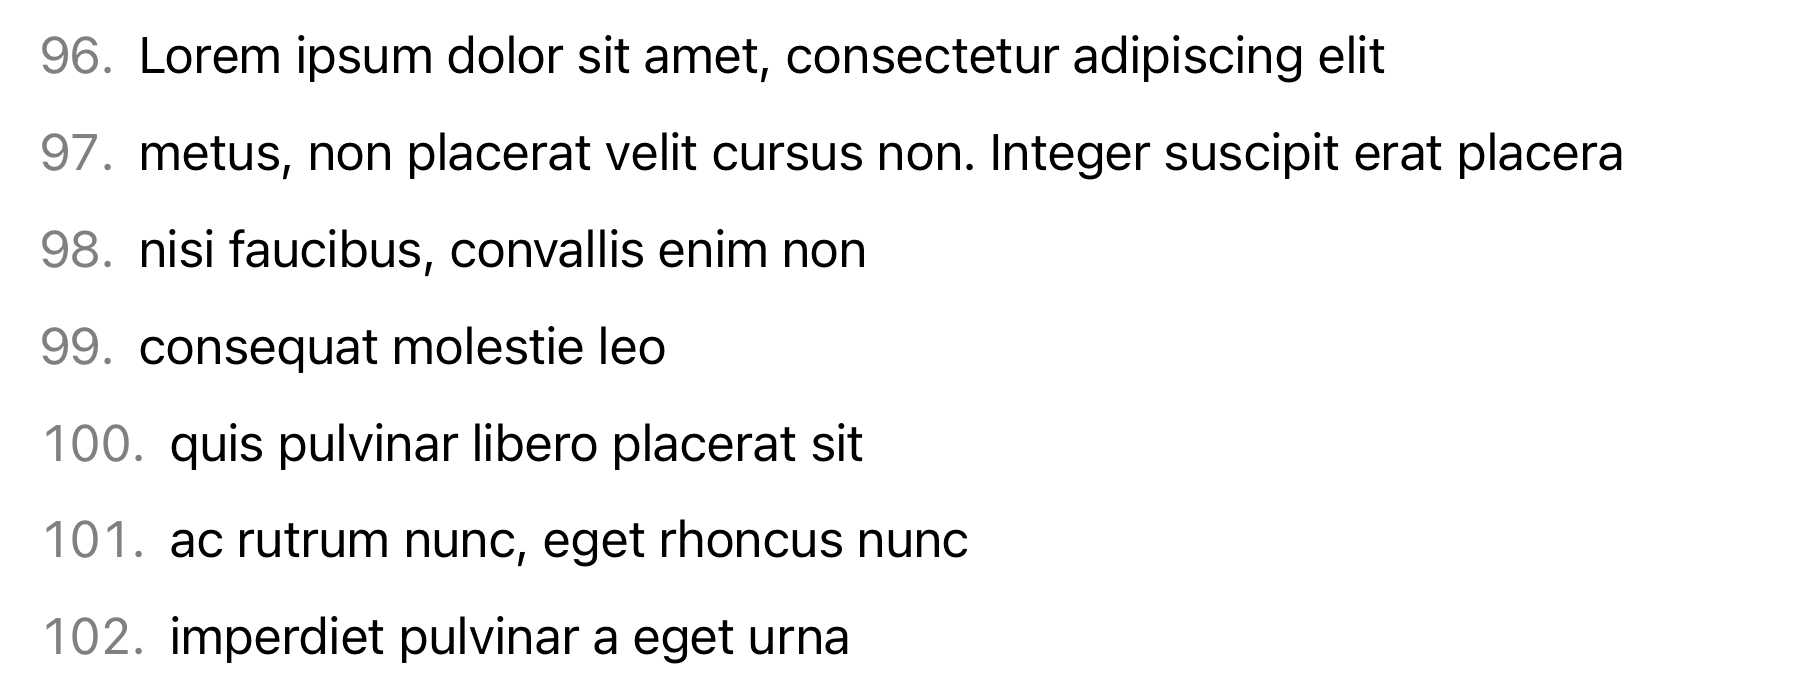 96. Lorem ipsum dolor sit amet, consectetur adipiscing elit
97. metus, non placerat velit cursus non. Integer suscipit erat placera
98. nisi faucibus, convallis enim non
99. consequat molestie leo
100. quis pulvinar libero placerat sit
101. ac rutrum nunc, eget rhoncus nunc
102. imperdiet pulvinar a eget urna